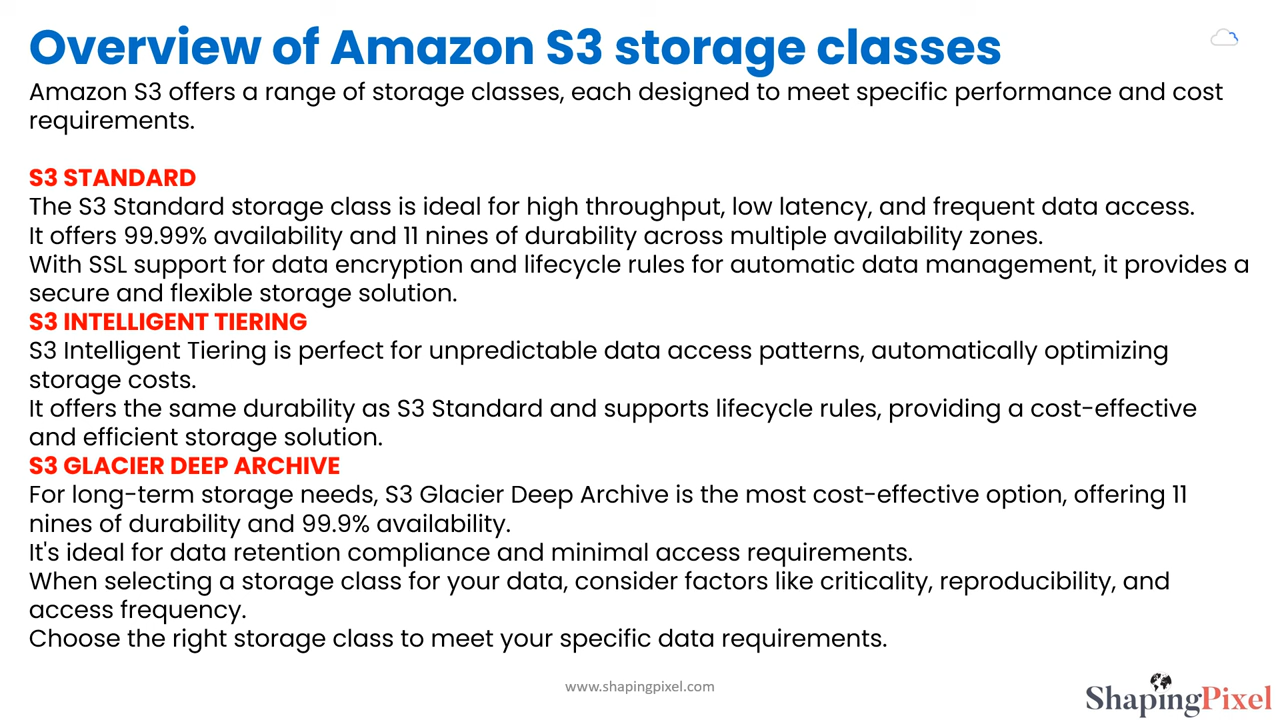 Overview of Amazon S3 storage classes
Amazon S3 offers a range of storage classes, each designed to meet specific performance and cost
requirements.
S3 STANDARD
The S3 Standard storage class is ideal for high throughput, low latency, and frequent data access.
It offers 99.99% availability and 11 nines of durability across multiple availability zones.
With SSL support for data encryption and lifecycle rules for automatic data management, it provides a
secure and flexible storage solution.
S3 INTELLIGENT TIERING
S3 Intelligent Tiering is perfect for unpredictable data access patterns, automatically optimizing
storage costs.
It offers the same durability as S3 Standard and supports lifecycle rules, providing a cost-effective
and efficient storage solution.
S3 GLACIER DEEP ARCHIVE
For long-term storage needs, S3 Glacier Deep Archive is the most cost-effective option, offering 11
nines of durability and 99.9% availability.
It's ideal for data retention compliance and minimal access requirements.
When selecting a storage class for your data, consider factors like criticality, reproducibility, and
access frequency.
Choose the right storage class to meet your specific data requirements.
www.shapingpixel.com
ShapingPixel